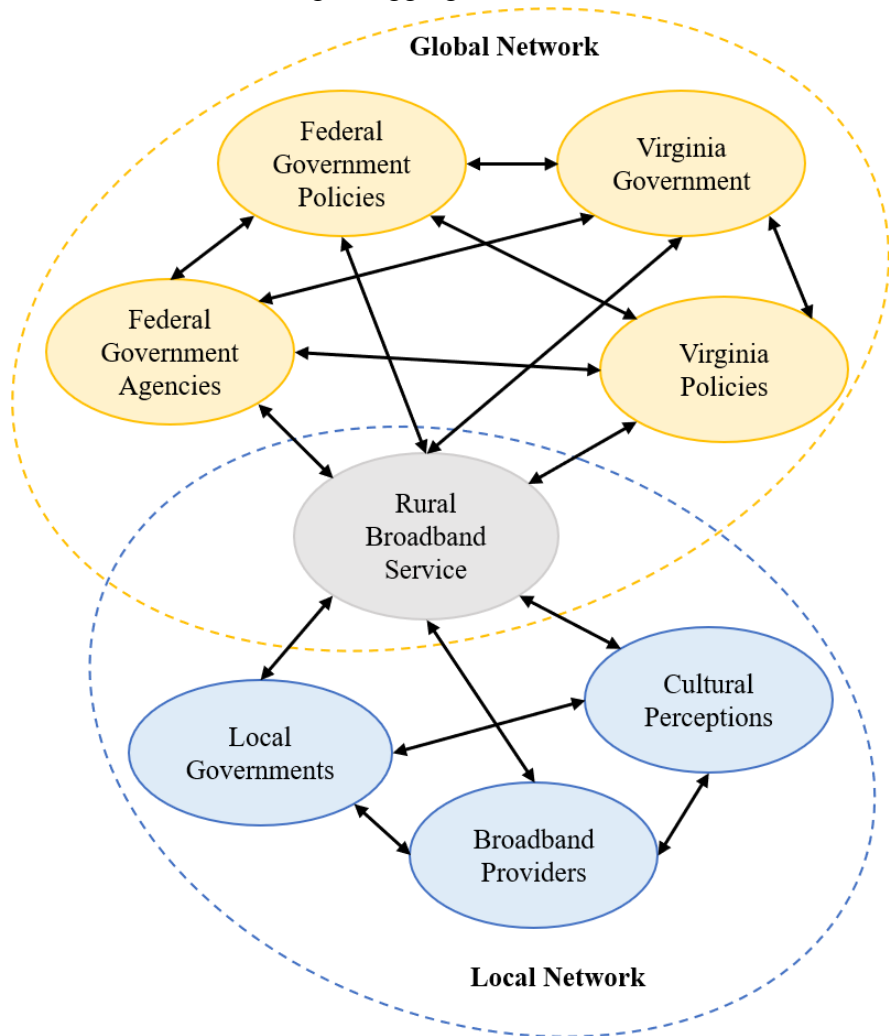 Global Network
Federal
Government
Policies
Virginia
Government
Federal
Government
Agencies
Virginia
Policies
Rural
Broadband
Service
Cultural
Perceptions
Local
Governments
Broadband
Providers
Local Network